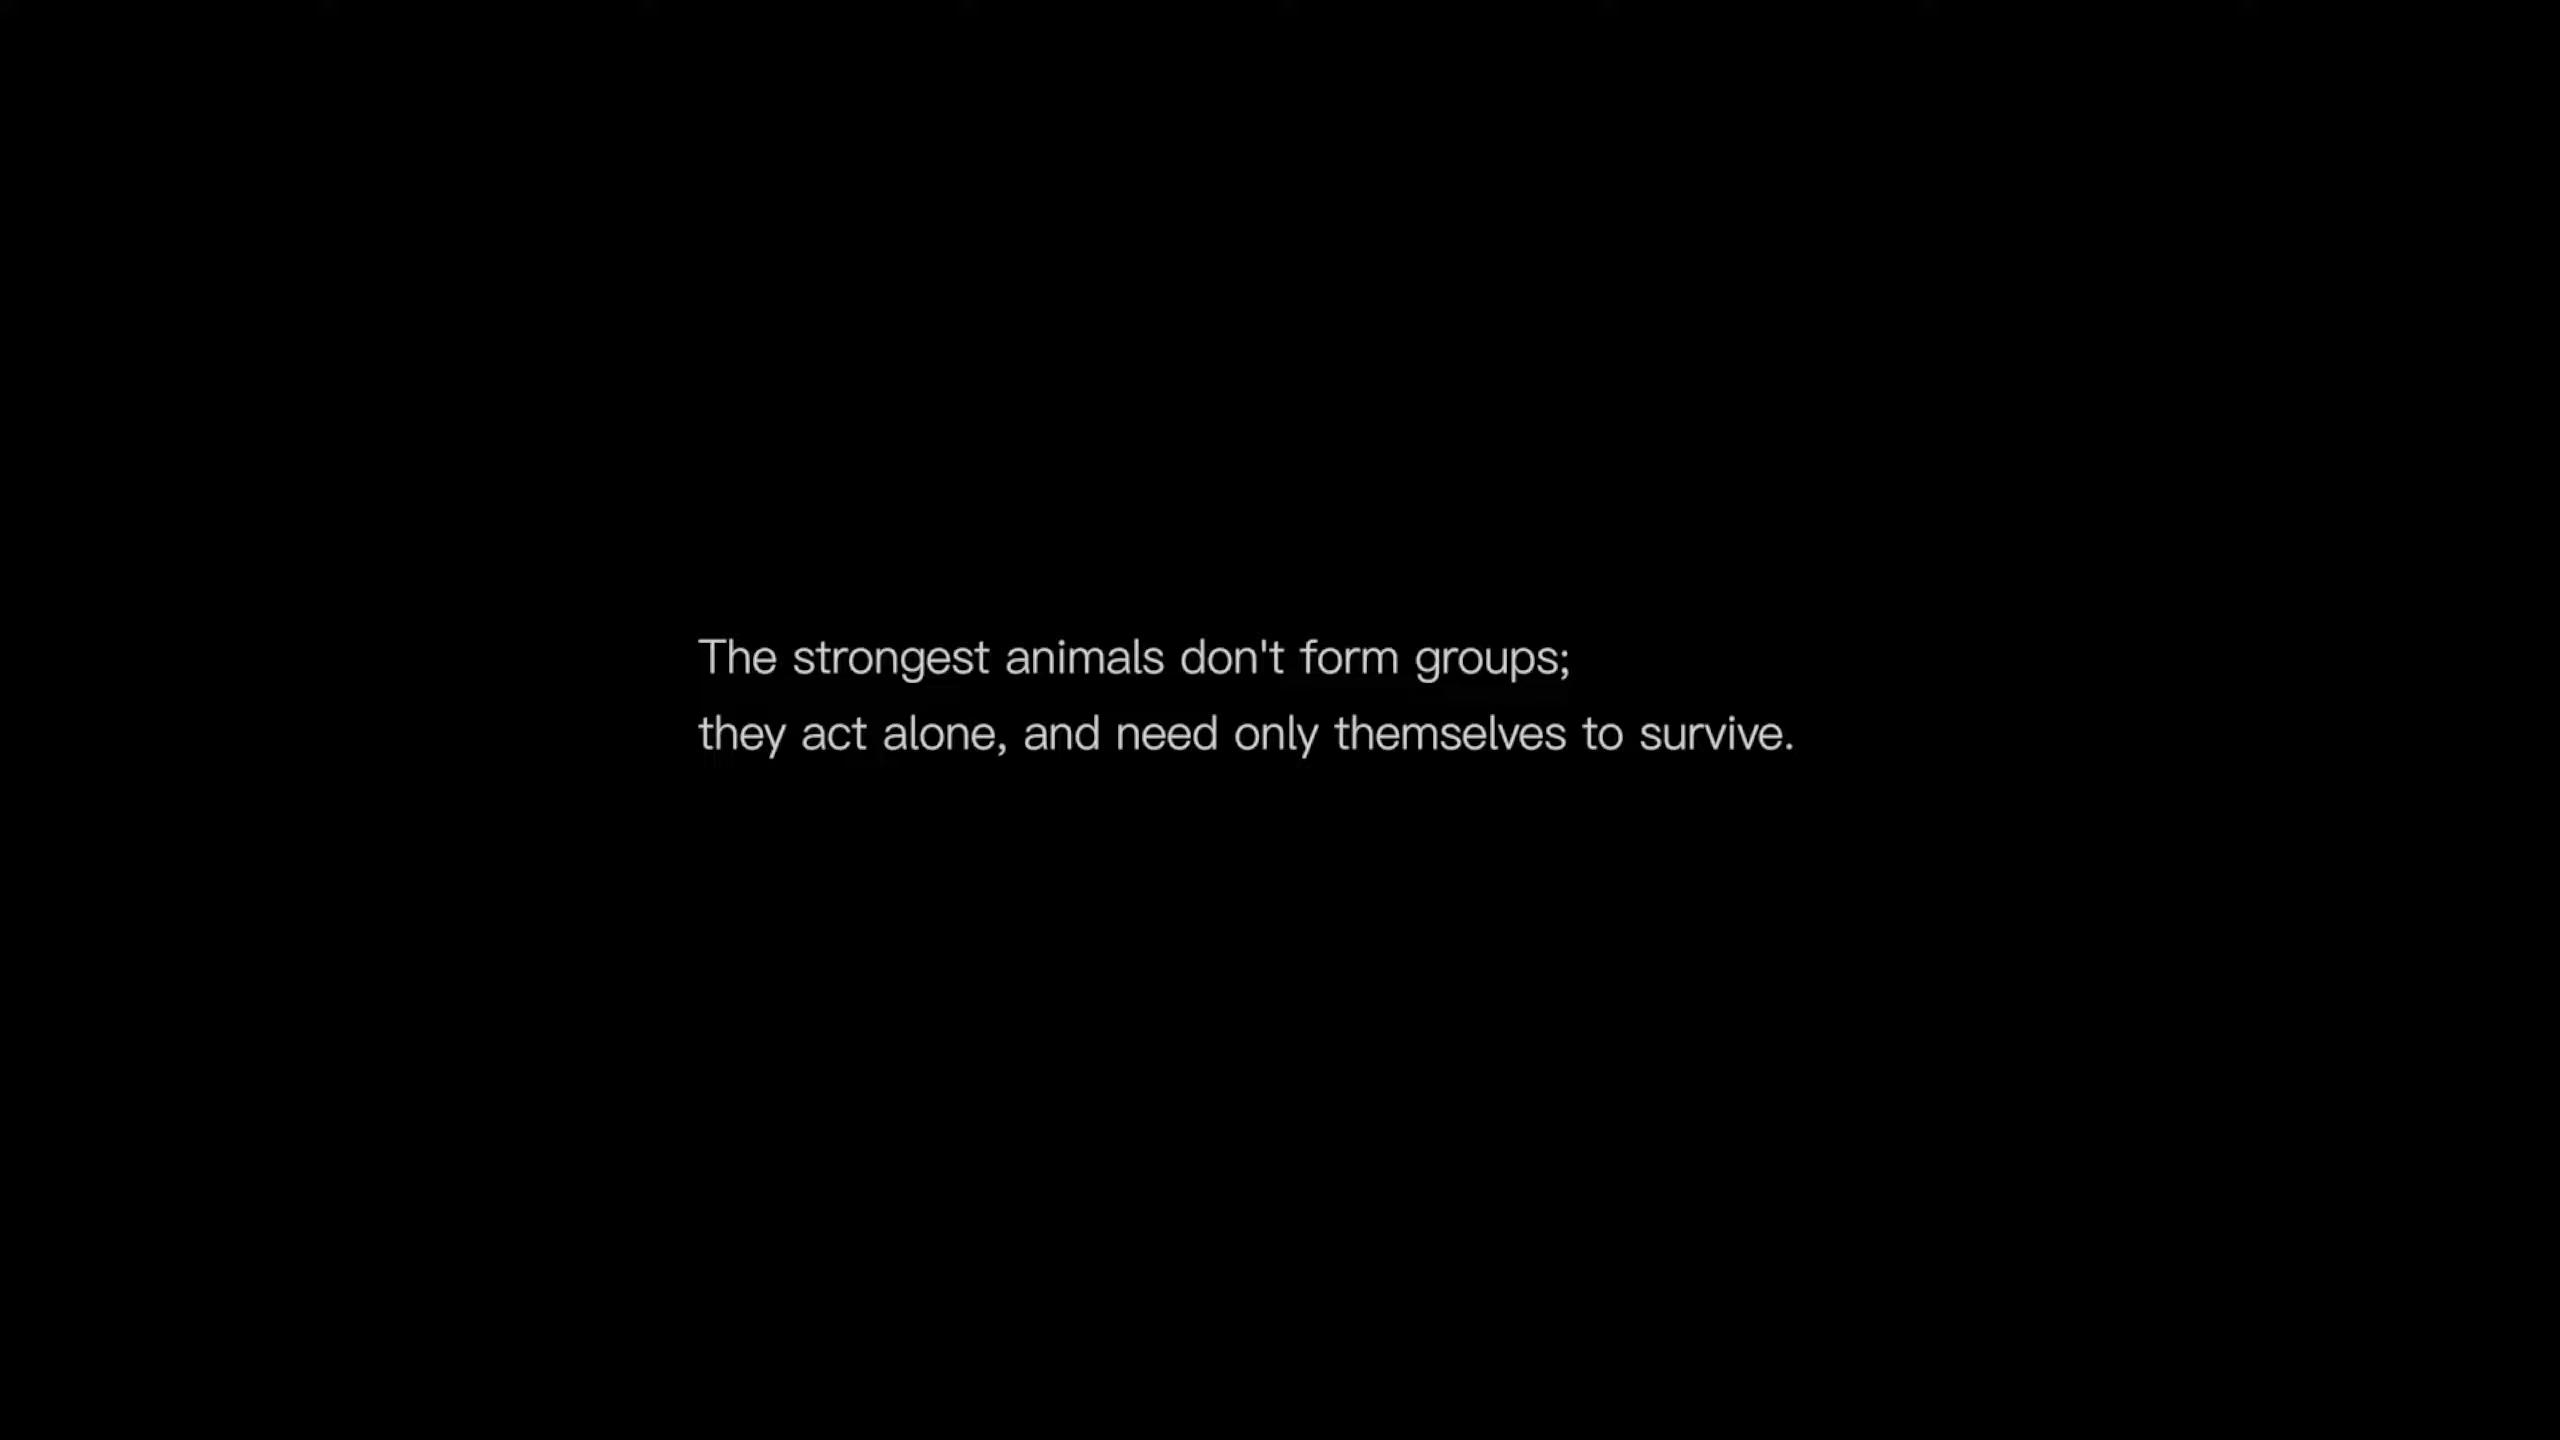 The strongest animals don't form groups;
they act alone, and need only themselves to survive.